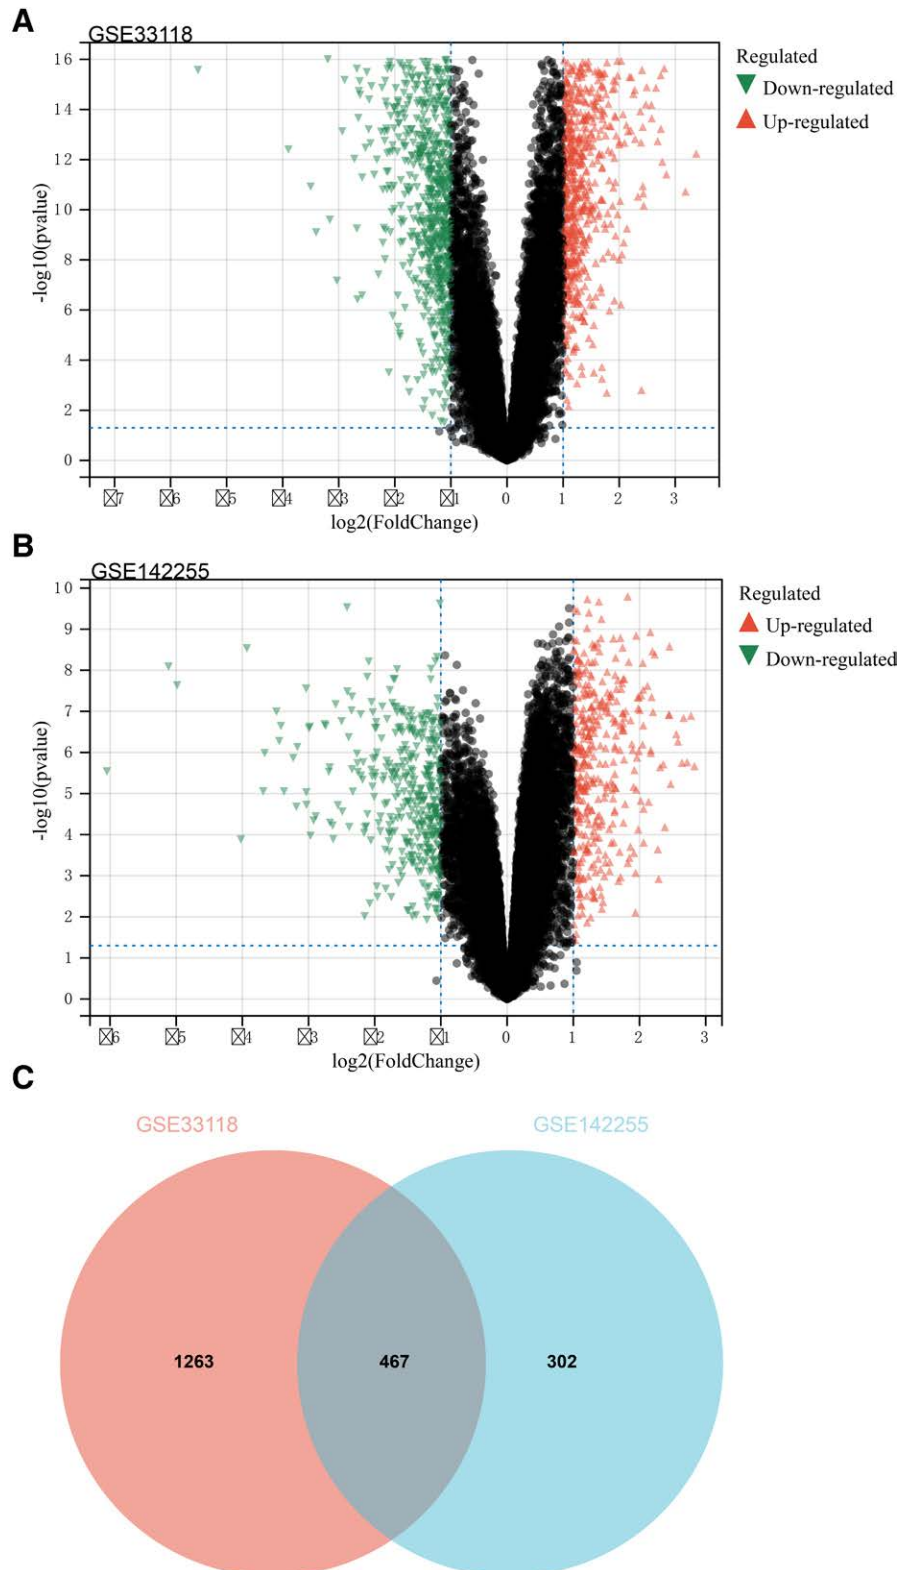 A
GSE33118
16
14
12
10
8
6
4
2
0
-log10(pvalue)
☒7 ☒6 ☒5 ☒4 ☒3 ☒2 ☒1 0 1 2 3
log2(FoldChange)
Regulated
Down-regulated
Up-regulated
B
GSE142255
10
9
8
7
6
5
4
3
2
1
0
-log10(pvalue)
☒6 ☒5 ☒4 ☒3 ☒2 ☒1 0 1 2 3
log2(FoldChange)
Regulated
Up-regulated
Down-regulated
C
GSE33118 GSE142255
1263 467 302